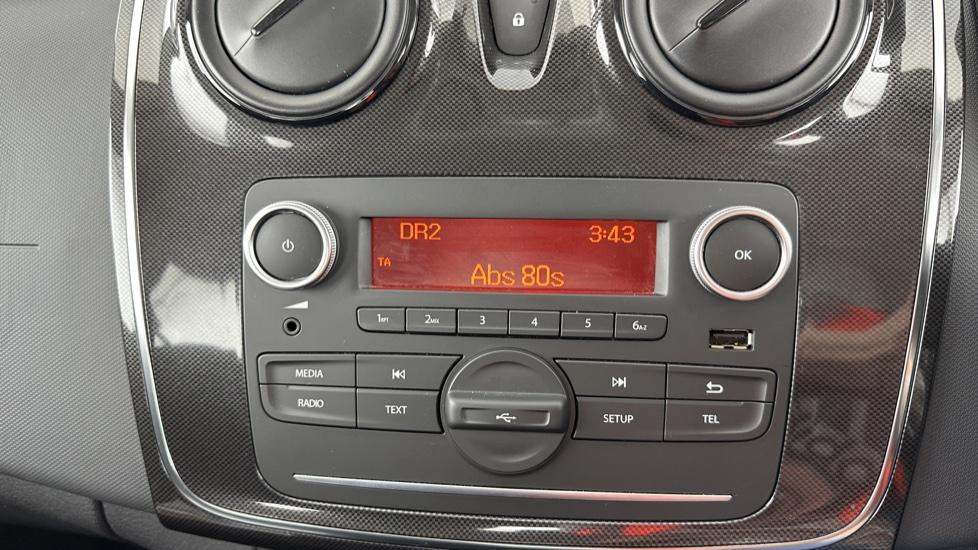 DR2 3:43
TA
Abs 80s
OK
1RPT 2MIX 3 4 5 6A-Z
MEDIA
RADIO TEXT SETUP TEL